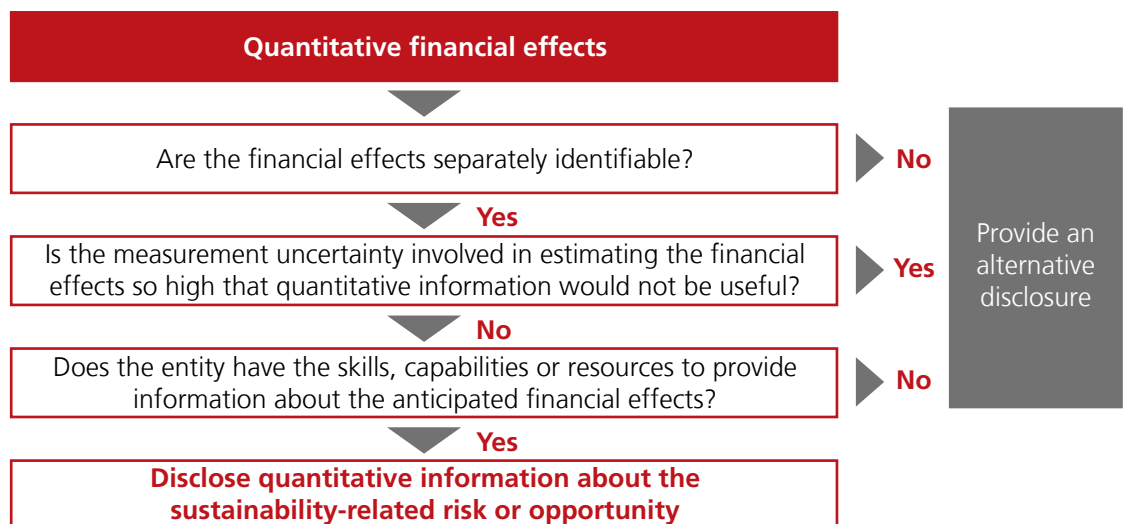 Quantitative financial effects
Are the financial effects separately identifiable?
No
Yes
Is the measurement uncertainty involved in estimating the financial
effects so high that quantitative information would not be useful?
Yes
No
Does the entity have the skills, capabilities or resources to provide
information about the anticipated financial effects?
No
Yes
Disclose quantitative information about the
sustainability-related risk or opportunity
Provide an
alternative
disclosure